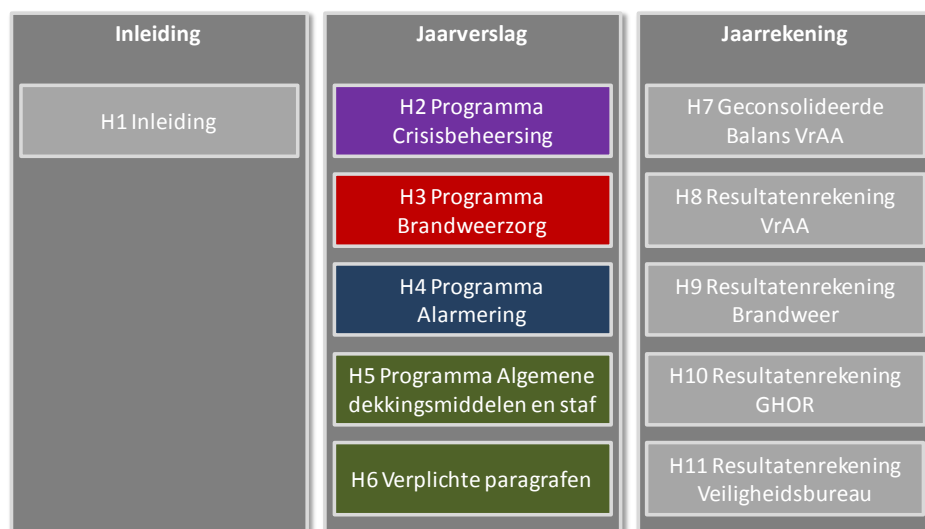 Inleiding
H1 Inleiding
Jaarverslag
H2 Programma
Crisisbeheersing
H3 Programma
Brandweerzorg
H4 Programma
Alarmering
H5 Programma Algemene
dekkingsmiddelen en staf
H6 Verplichte paragrafen
Jaarrekening
H7 Geconsolideerde
Balans VrAA
H8 Resultatenrekening
VrAA
H9 Resultatenrekening
Brandweer
H10 Resultatenrekening
GHOR
H11 Resultatenrekening
Veiligheidsbureau